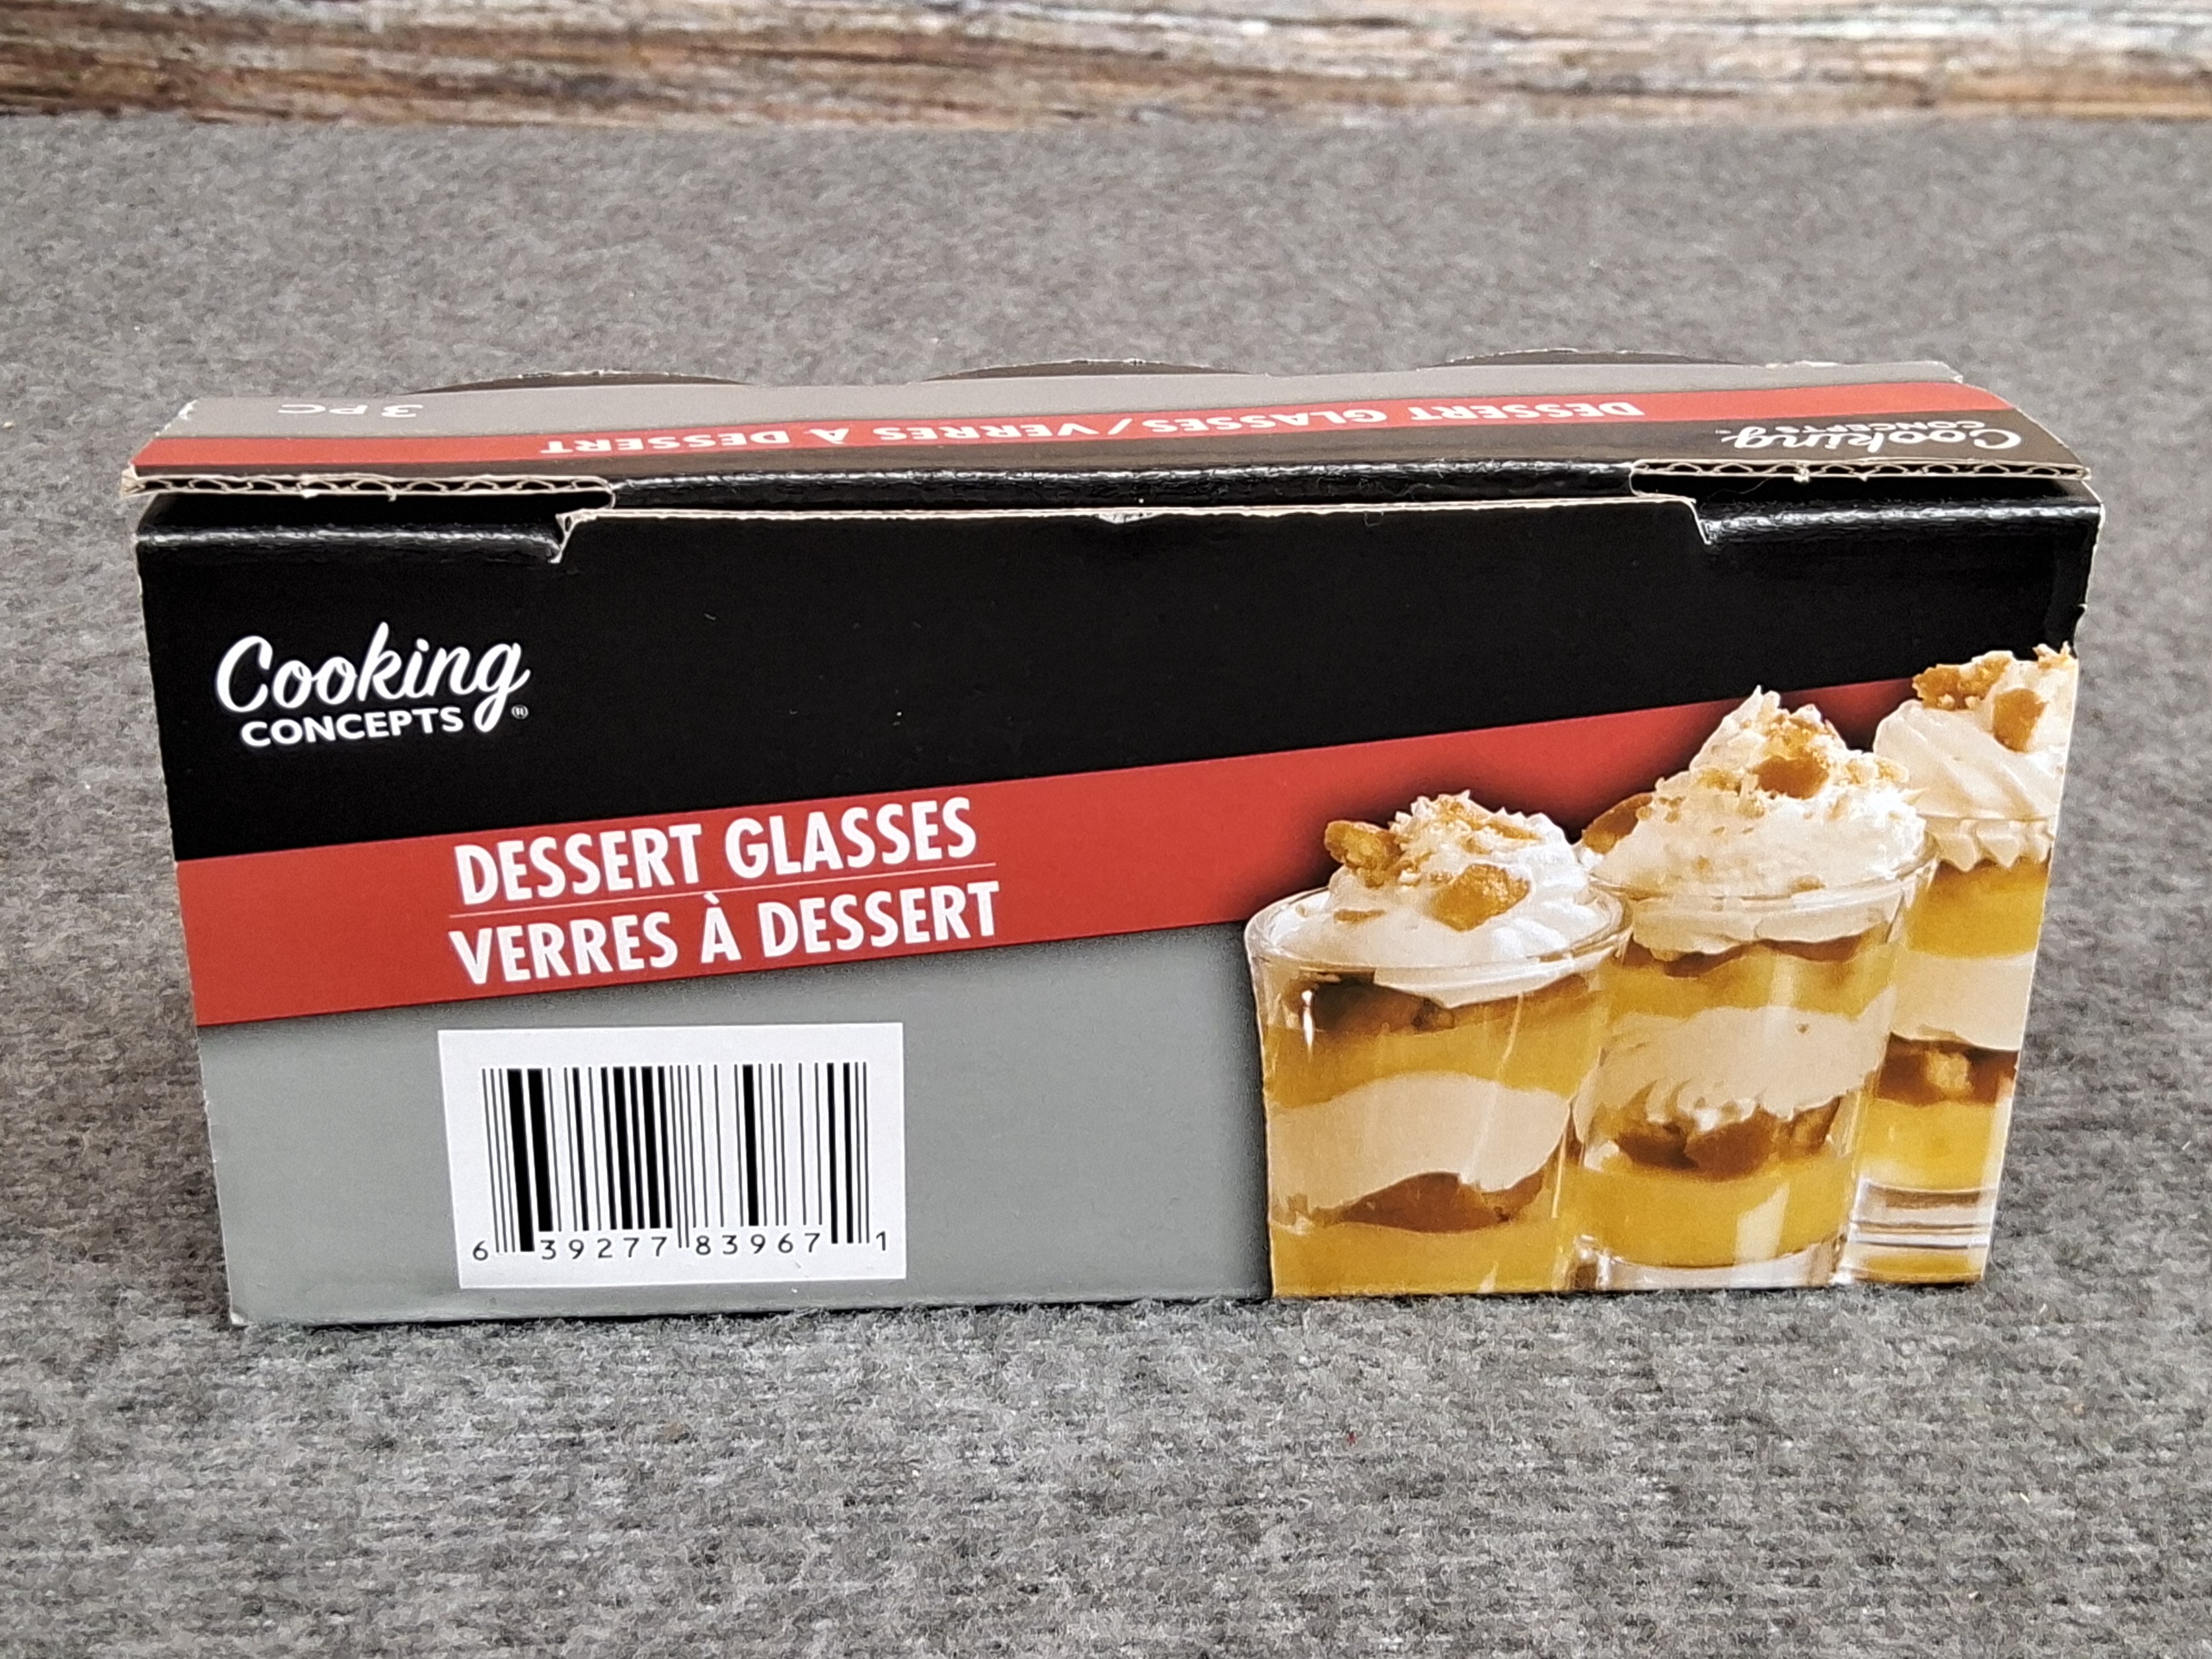 3 PC
DESSERT GLASSES / VERRES À DESSERT
Cooking
CONCEPTS
Cooking
CONCEPTS®
DESSERT GLASSES
VERRES À DESSERT
6 39277 83967 1